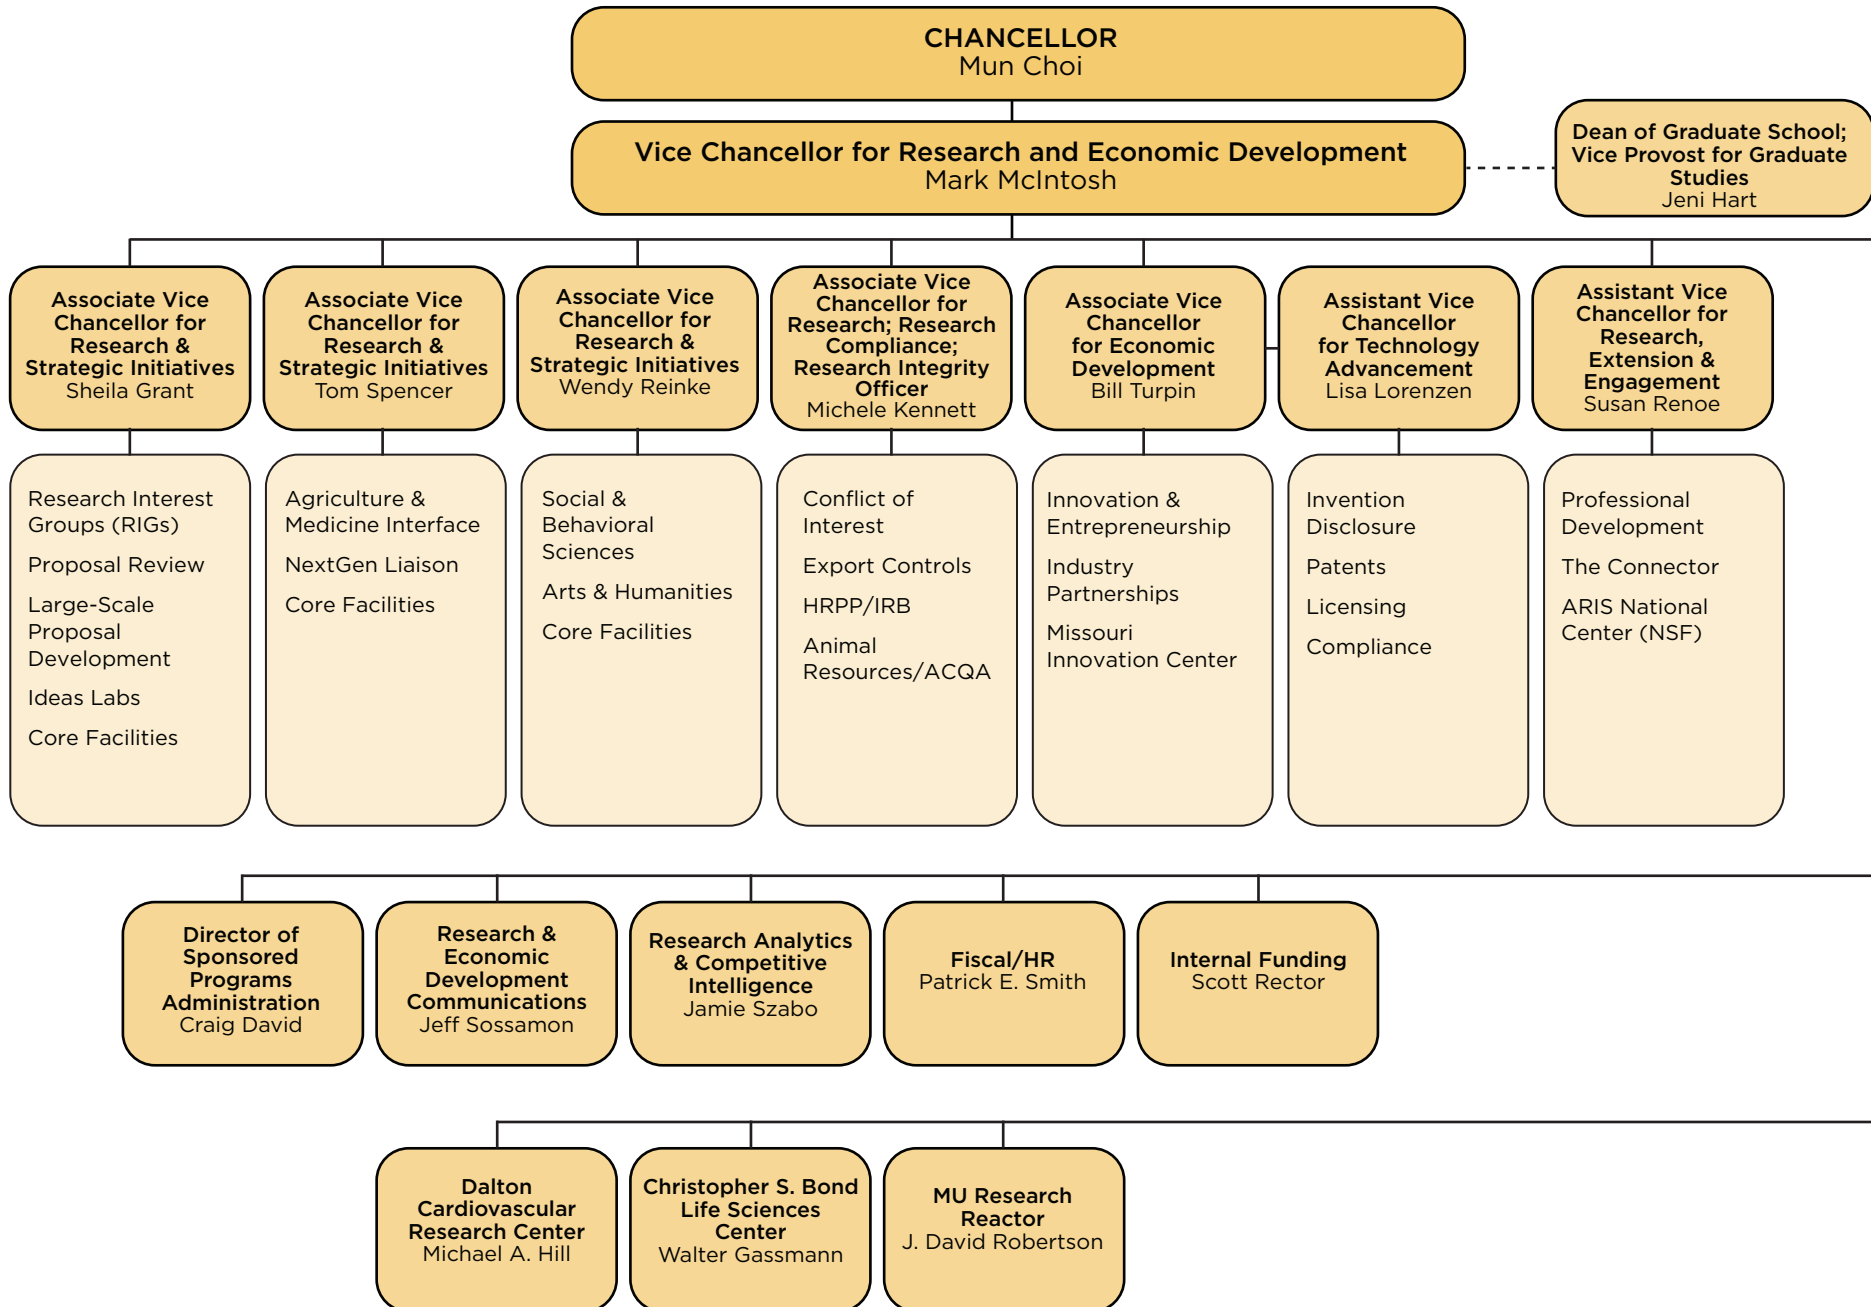 CHANCELLOR
Mun Choi
Vice Chancellor for Research and Economic Development
Mark McIntosh
Dean of Graduate School;
Vice Provost for Graduate
Studies
Jeni Hart
Associate Vice
Chancellor for
Research &
Strategic Initiatives
Sheila Grant
Associate Vice
Chancellor for
Research &
Strategic Initiatives
Tom Spencer
Associate Vice
Chancellor for
Research &
Strategic Initiatives
Wendy Reinke
Associate Vice
Chancellor for
Research; Research
Compliance;
Research Integrity
Officer
Michele Kennett
Associate Vice
Chancellor
for Economic
Development
Bill Turpin
Assistant Vice
Chancellor
for Technology
Advancement
Lisa Lorenzen
Assistant Vice
Chancellor for
Research,
Extension &
Engagement
Susan Renoe
Research Interest
Groups (RIGs)
Proposal Review
Large-Scale
Proposal
Development
Ideas Labs
Core Facilities
Agriculture &
Medicine Interface
NextGen Liaison
Core Facilities
Social &
Behavioral
Sciences
Arts & Humanities
Core Facilities
Conflict of
Interest
Export Controls
HRPP/IRB
Animal
Resources/ACQA
Innovation &
Entrepreneurship
Industry
Partnerships
Missouri
Innovation Center
Invention
Disclosure
Patents
Licensing
Compliance
Professional
Development
The Connector
ARIS National
Center (NSF)
Director of
Sponsored
Programs
Administration
Craig David
Research &
Economic
Development
Communications
Jeff Sossamon
Research Analytics
& Competitive
Intelligence
Jamie Szabo
Fiscal/HR
Patrick E. Smith
Internal Funding
Scott Rector
Dalton
Cardiovascular
Research Center
Michael A. Hill
Christopher S. Bond
Life Sciences
Center
Walter Gassmann
MU Research
Reactor
J. David Robertson